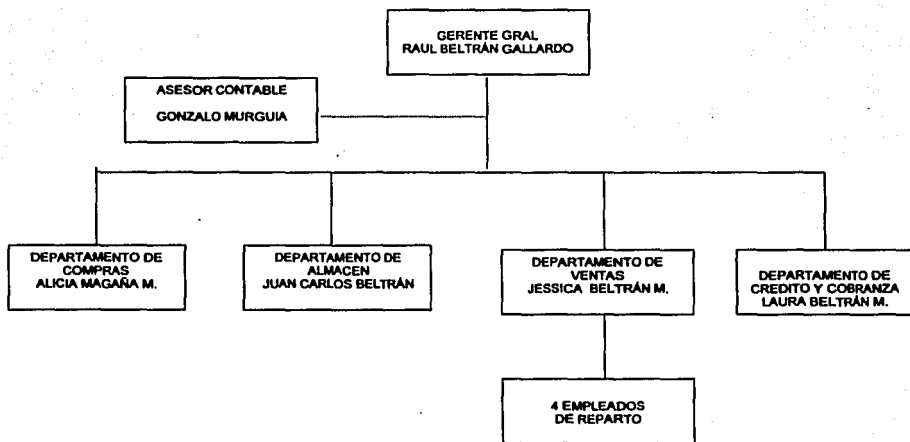 GERENTE GRAL
RAUL BELTRÁN GALLARDO
ASESOR CONTABLE
GONZALO MURGUIA
DEPARTAMENTO DE
COMPRAS
ALICIA MAGAÑA M.
DEPARTAMENTO DE
ALMACEN
JUAN CARLOS BELTRÁN
DEPARTAMENTO DE
VENTAS
JESSICA BELTRÁN M.
DEPARTAMENTO DE
CREDITO Y COBRANZA
LAURA BELTRÁN M.
4 EMPLEADOS
DE REPARTO